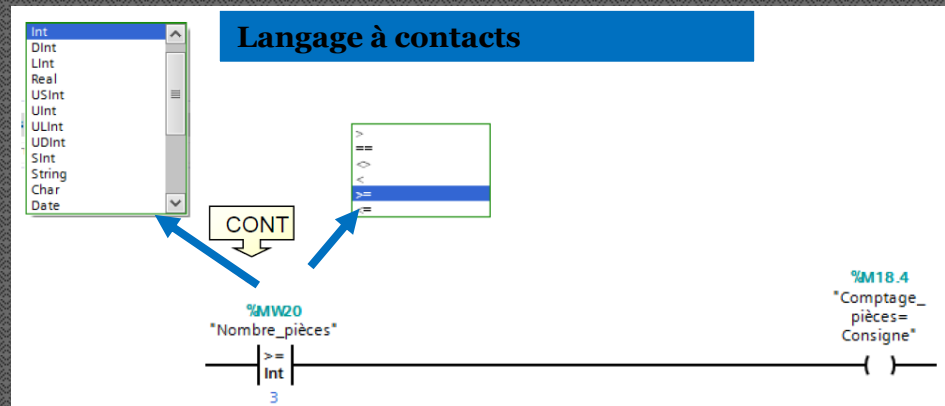 Langage à contacts
Int
DInt
LInt
Real
USInt
UInt
ULInt
UDInt
SInt
String
Char
Date
>
==
<>
<
>=
<=
CONT
%MW20
"Nombre_pièces"
>=
Int
3
%M18.4
"Comptage_
pièces=
Consigne"